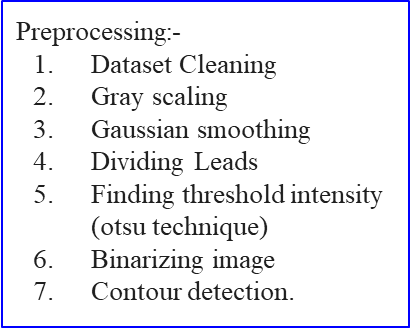 Preprocessing:-
1. Dataset Cleaning
2. Gray scaling
3. Gaussian smoothing
4. Dividing Leads
5. Finding threshold intensity
(otsu technique)
6. Binarizing image
7. Contour detection.